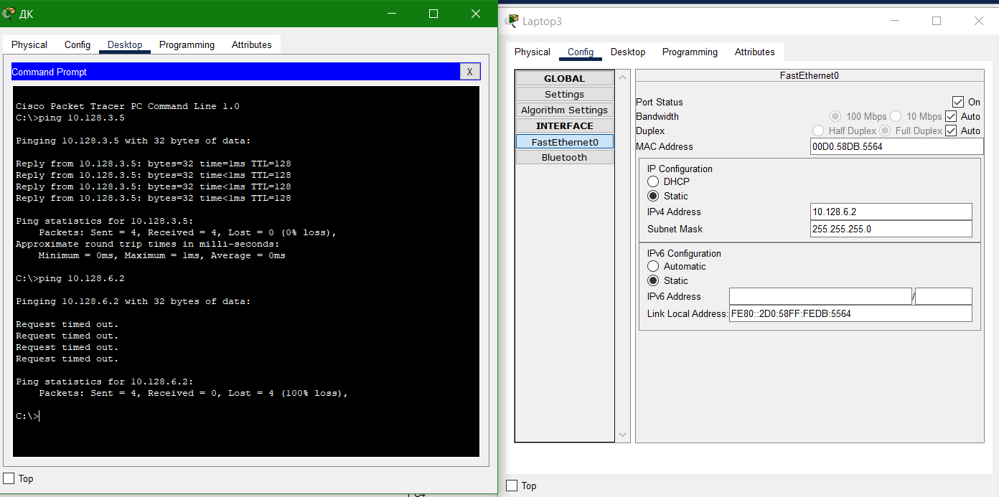 ДК
Physical Config Desktop Programming Attributes
Command Prompt X
Cisco Packet Tracer PC Command Line 1.0
C:\>ping 10.128.3.5
Pinging 10.128.3.5 with 32 bytes of data:
Reply from 10.128.3.5: bytes=32 time=1ms TTL=128
Reply from 10.128.3.5: bytes=32 time<1ms TTL=128
Reply from 10.128.3.5: bytes=32 time<1ms TTL=128
Reply from 10.128.3.5: bytes=32 time<1ms TTL=128
Ping statistics for 10.128.3.5:
Packets: Sent = 4, Received = 4, Lost = 0 (0% loss),
Approximate round trip times in milli-seconds:
Minimum = 0ms, Maximum = 1ms, Average = 0ms
C:\>ping 10.128.6.2
Pinging 10.128.6.2 with 32 bytes of data:
Request timed out.
Request timed out.
Request timed out.
Request timed out.
Ping statistics for 10.128.6.2:
Packets: Sent = 4, Received = 0, Lost = 4 (100% loss),
C:\>
Top
Laptop3
Physical Config Desktop Programming Attributes
GLOBAL
Settings
Algorithm Settings
INTERFACE
FastEthernet0
Bluetooth
FastEthernet0
Port Status On
Bandwidth 100 Mbps 10 Mbps Auto
Duplex Half Duplex Full Duplex Auto
MAC Address 00D0.58DB.5564
IP Configuration
DHCP
Static
IPv4 Address 10.128.6.2
Subnet Mask 255.255.255.0
IPv6 Configuration
Automatic
Static
IPv6 Address /
Link Local Address: FE80::2D0:58FF:FEDB:5564
Top